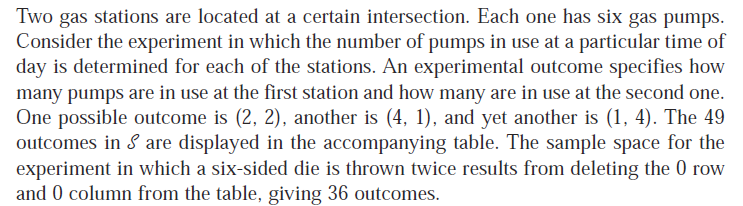 Two gas stations are located at a certain intersection. Each one has six gas pumps.
Consider the experiment in which the number of pumps in use at a particular time of
day is determined for each of the stations. An experimental outcome specifies how
many pumps are in use at the first station and how many are in use at the second one.
One possible outcome is (2, 2), another is (4, 1), and yet another is (1, 4). The 49
outcomes in 𝒮 are displayed in the accompanying table. The sample space for the
experiment in which a six-sided die is thrown twice results from deleting the 0 row
and 0 column from the table, giving 36 outcomes.